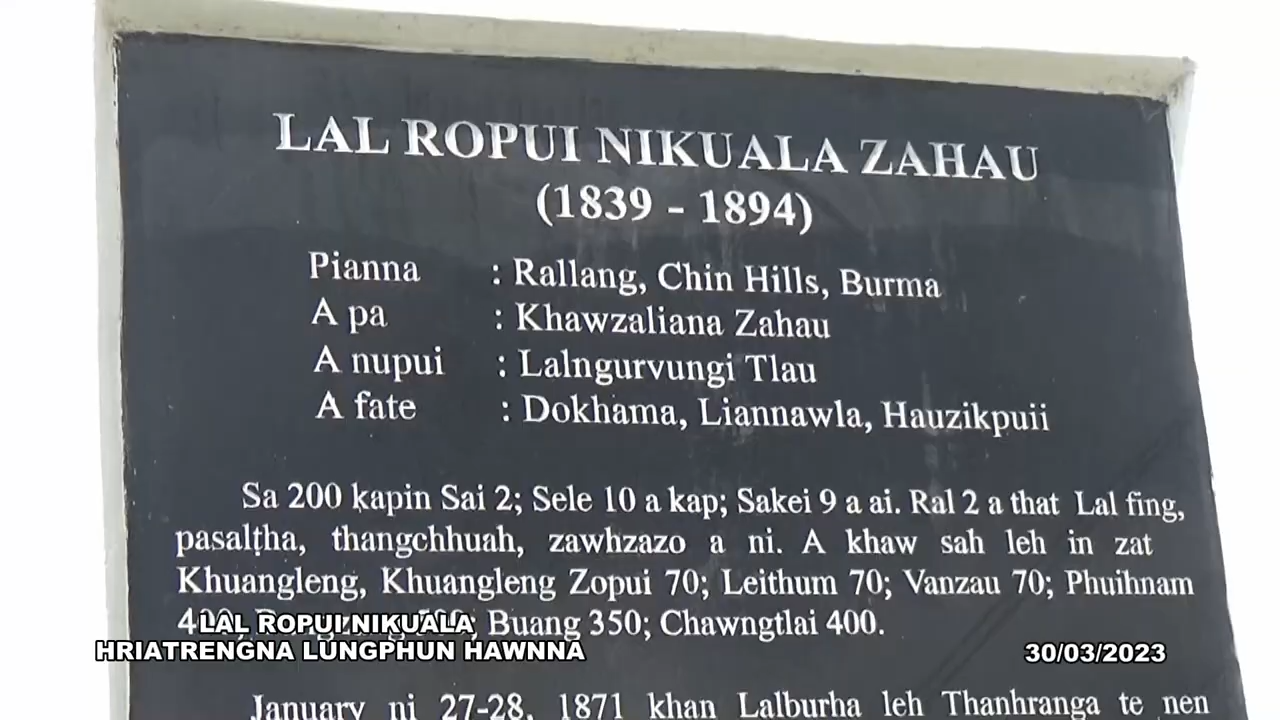 LAL ROPUI NIKUALA ZAHAU
(1839 - 1894)
Pianna : Rallang, Chin Hills, Burma
A pa : Khawzaliana Zahau
A nupui : Lalngurvungi Tlau
A fate : Dokhama, Liannawla, Hauzikpuii
Sa 200 kapin Sai 2; Sele 10 a kap; Sakei 9 a ai. Ral 2 a that Lal fing,
pasalṭha, thangchhuah, zawhzazo a ni. A khaw sah leh in zat
Khuangleng, Khuangleng Zopui 70; Leithum 70; Vanzau 70; Phuihnam
Buang 350; Chawngtlai 400.
LAL ROPUI NIKUALA
HRIATRENGNA LUNGPHUN HAWNNA
30/03/2023
January ni 27-28, 1871 khan Lalburha leh Thanhranga te nen